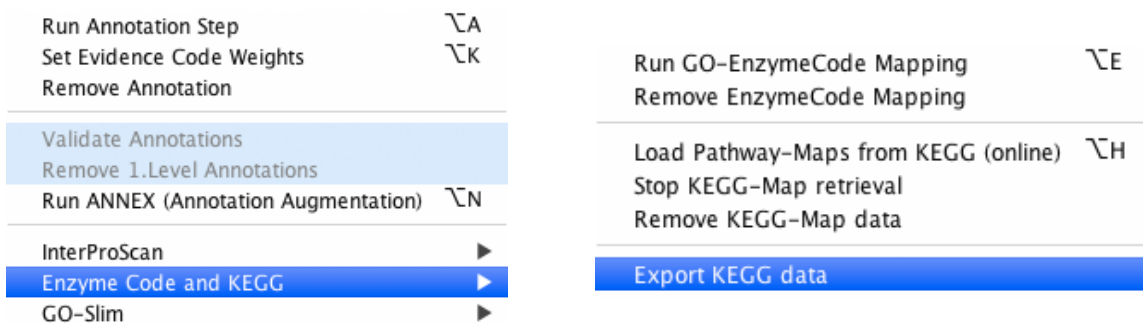 Run Annotation Step ⌥A
Set Evidence Code Weights ⌥K
Remove Annotation
Validate Annotations
Remove 1.Level Annotations
Run ANNEX (Annotation Augmentation) ⌥N
InterProScan ▶
Enzyme Code and KEGG ▶
GO-Slim ▶
Run GO-EnzymeCode Mapping ⌥E
Remove EnzymeCode Mapping
Load Pathway-Maps from KEGG (online) ⌥H
Stop KEGG-Map retrieval
Remove KEGG-Map data
Export KEGG data